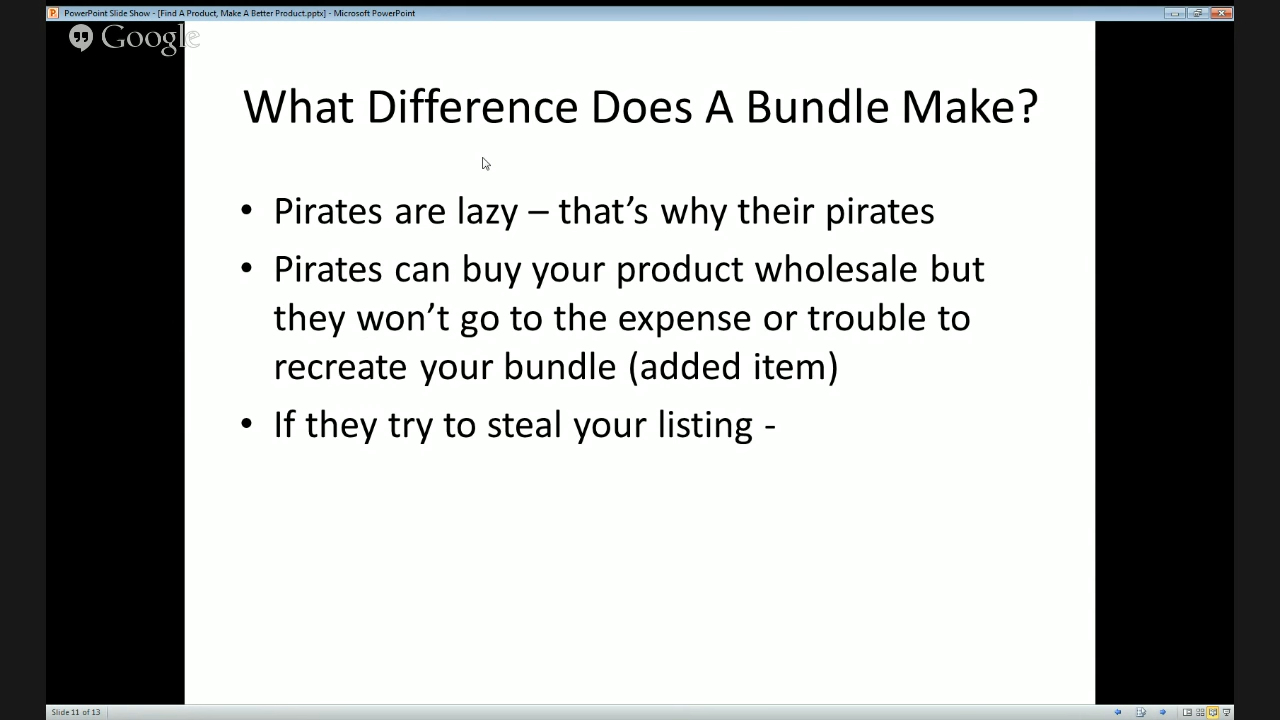 PowerPoint Slide Show - [Find A Product, Make A Better Product.pptx] - Microsoft PowerPoint
Google
What Difference Does A Bundle Make?
• Pirates are lazy – that's why their pirates
• Pirates can buy your product wholesale but
they won't go to the expense or trouble to
recreate your bundle (added item)
• If they try to steal your listing -
Slide 11 of 13